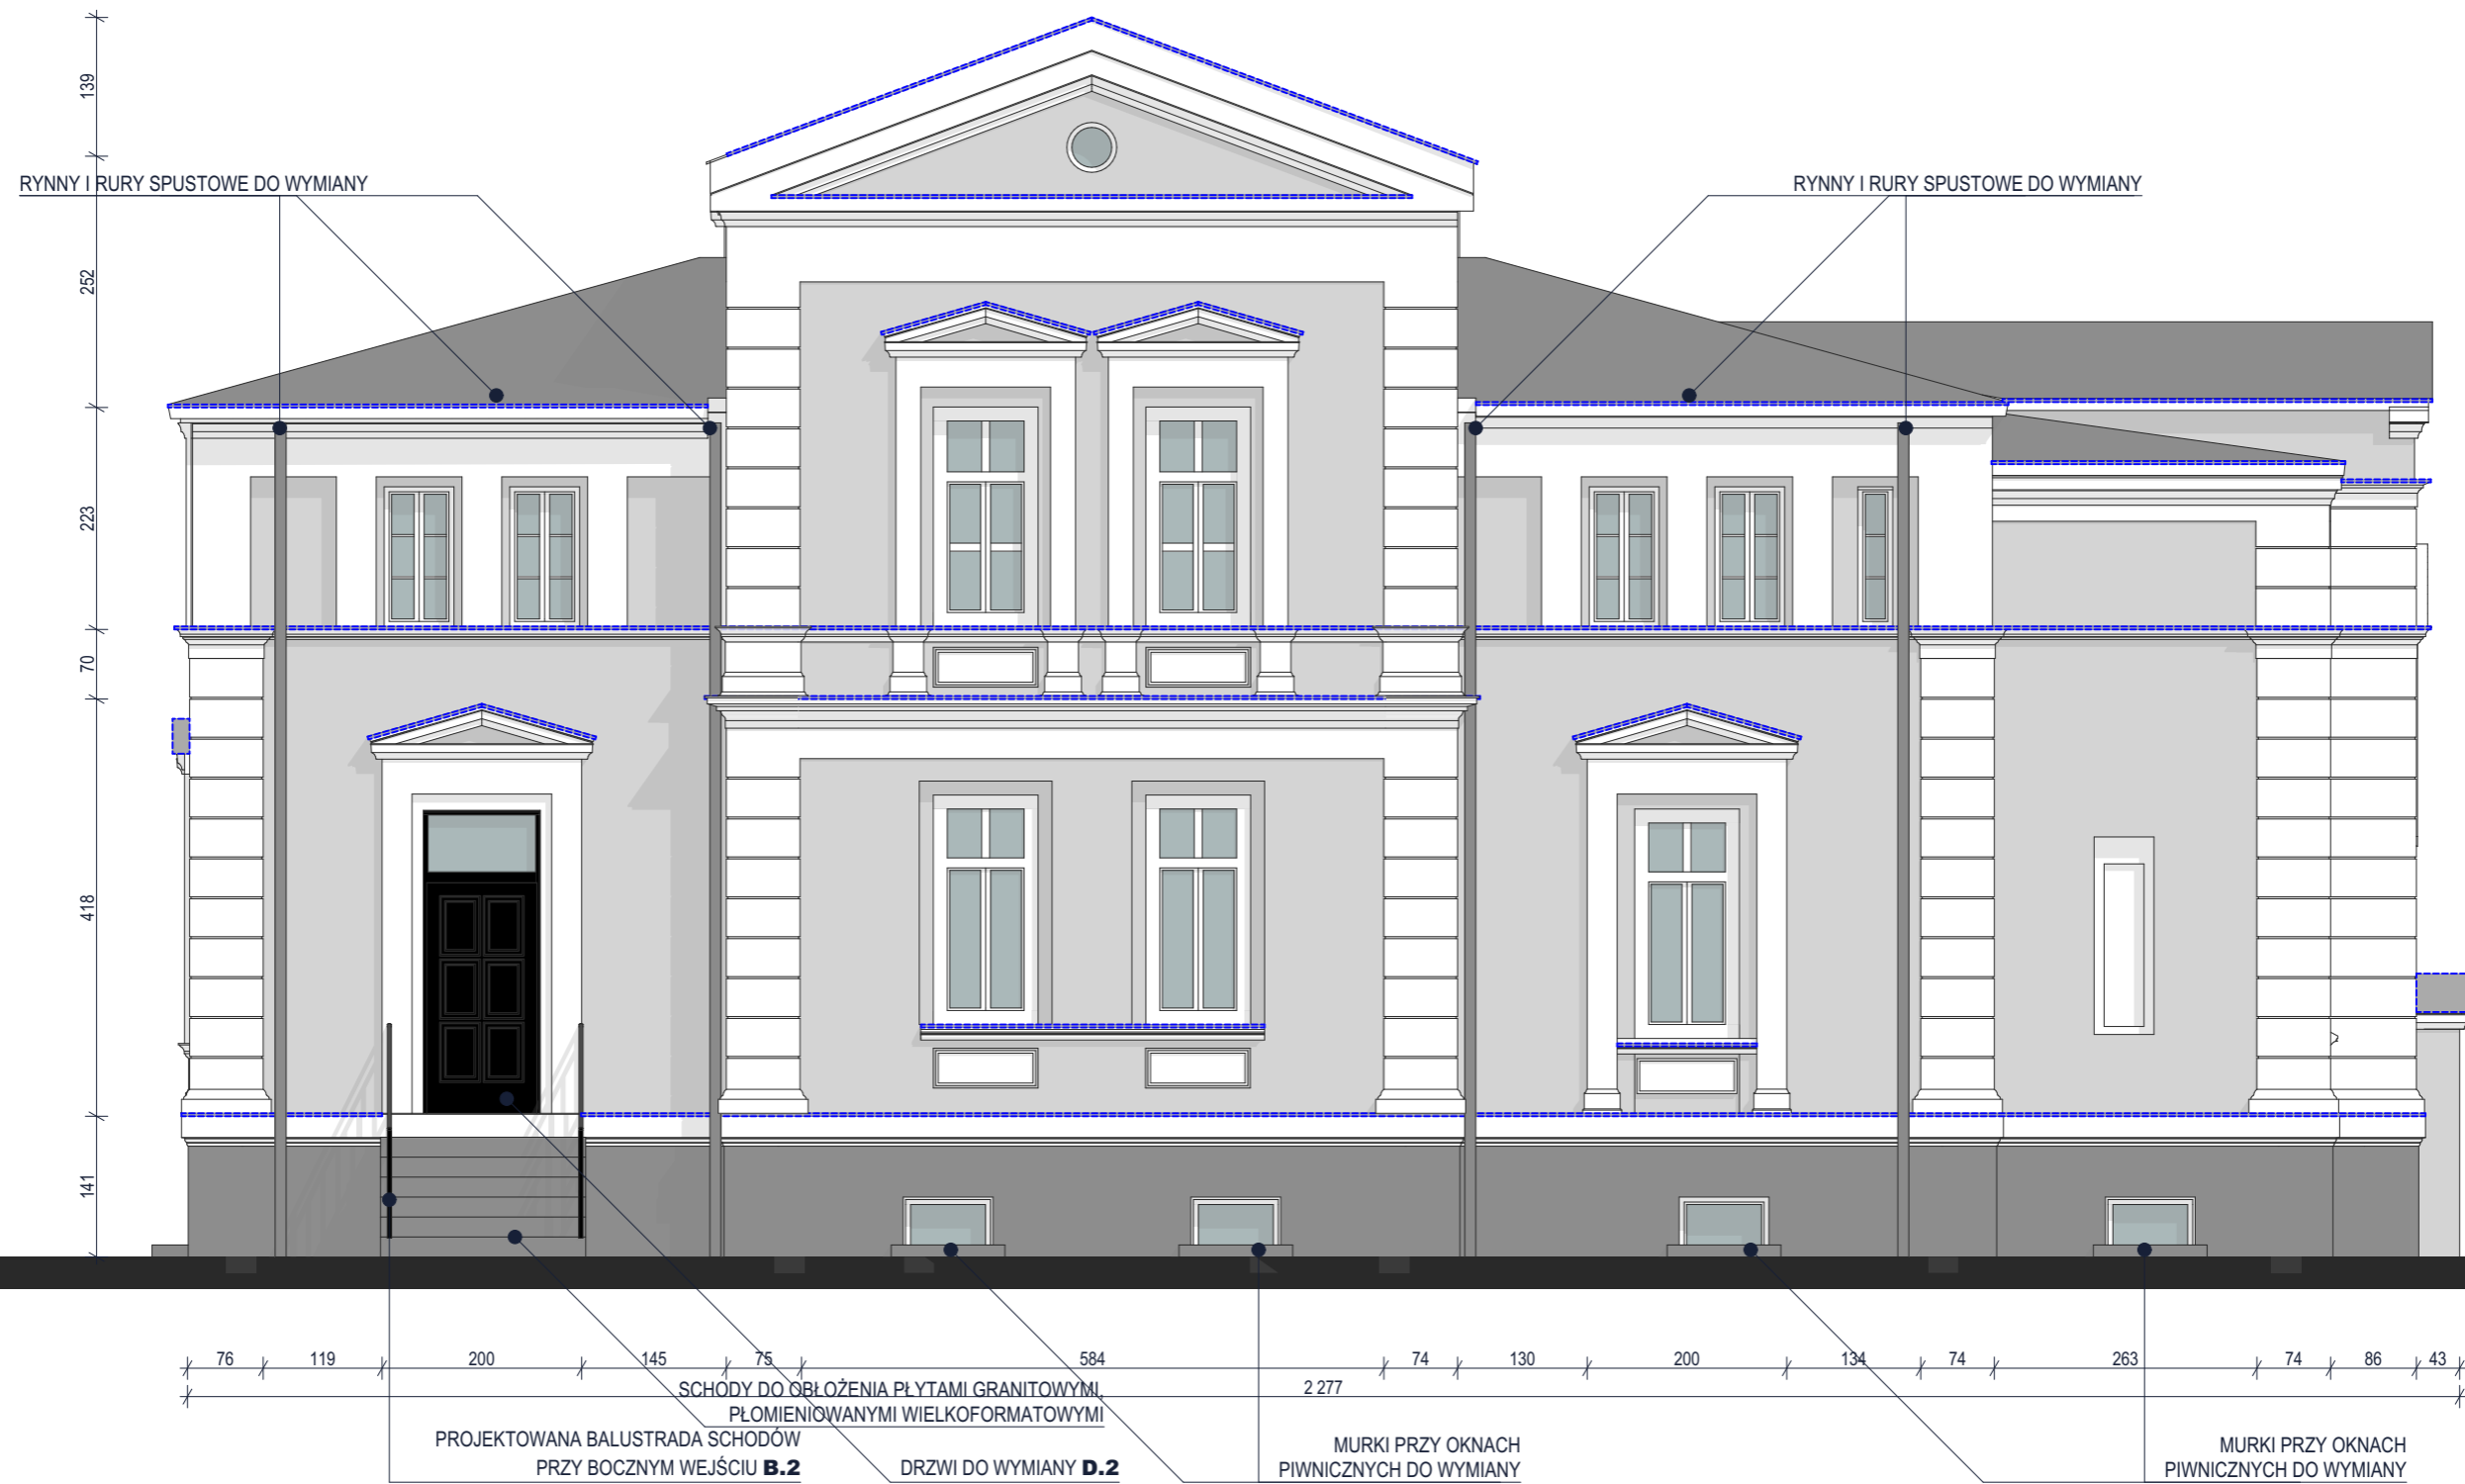 139
252
223
70
418
141
RYNNY I RURY SPUSTOWE DO WYMIANY
RYNNY I RURY SPUSTOWE DO WYMIANY
76 119 200 145 75 584 74 130 200 134 74 263 74 86 43
2 277
SCHODY DO OBŁOŻENIA PŁYTAMI GRANITOWYMI,
PŁOMIENIOWANYMI WIELKOFORMATOWYMI
PROJEKTOWANA BALUSTRADA SCHODÓW
PRZY BOCZNYM WEJŚCIU B.2
DRZWI DO WYMIANY D.2
MURKI PRZY OKNACH
PIWNICZNYCH DO WYMIANY
MURKI PRZY OKNACH
PIWNICZNYCH DO WYMIANY